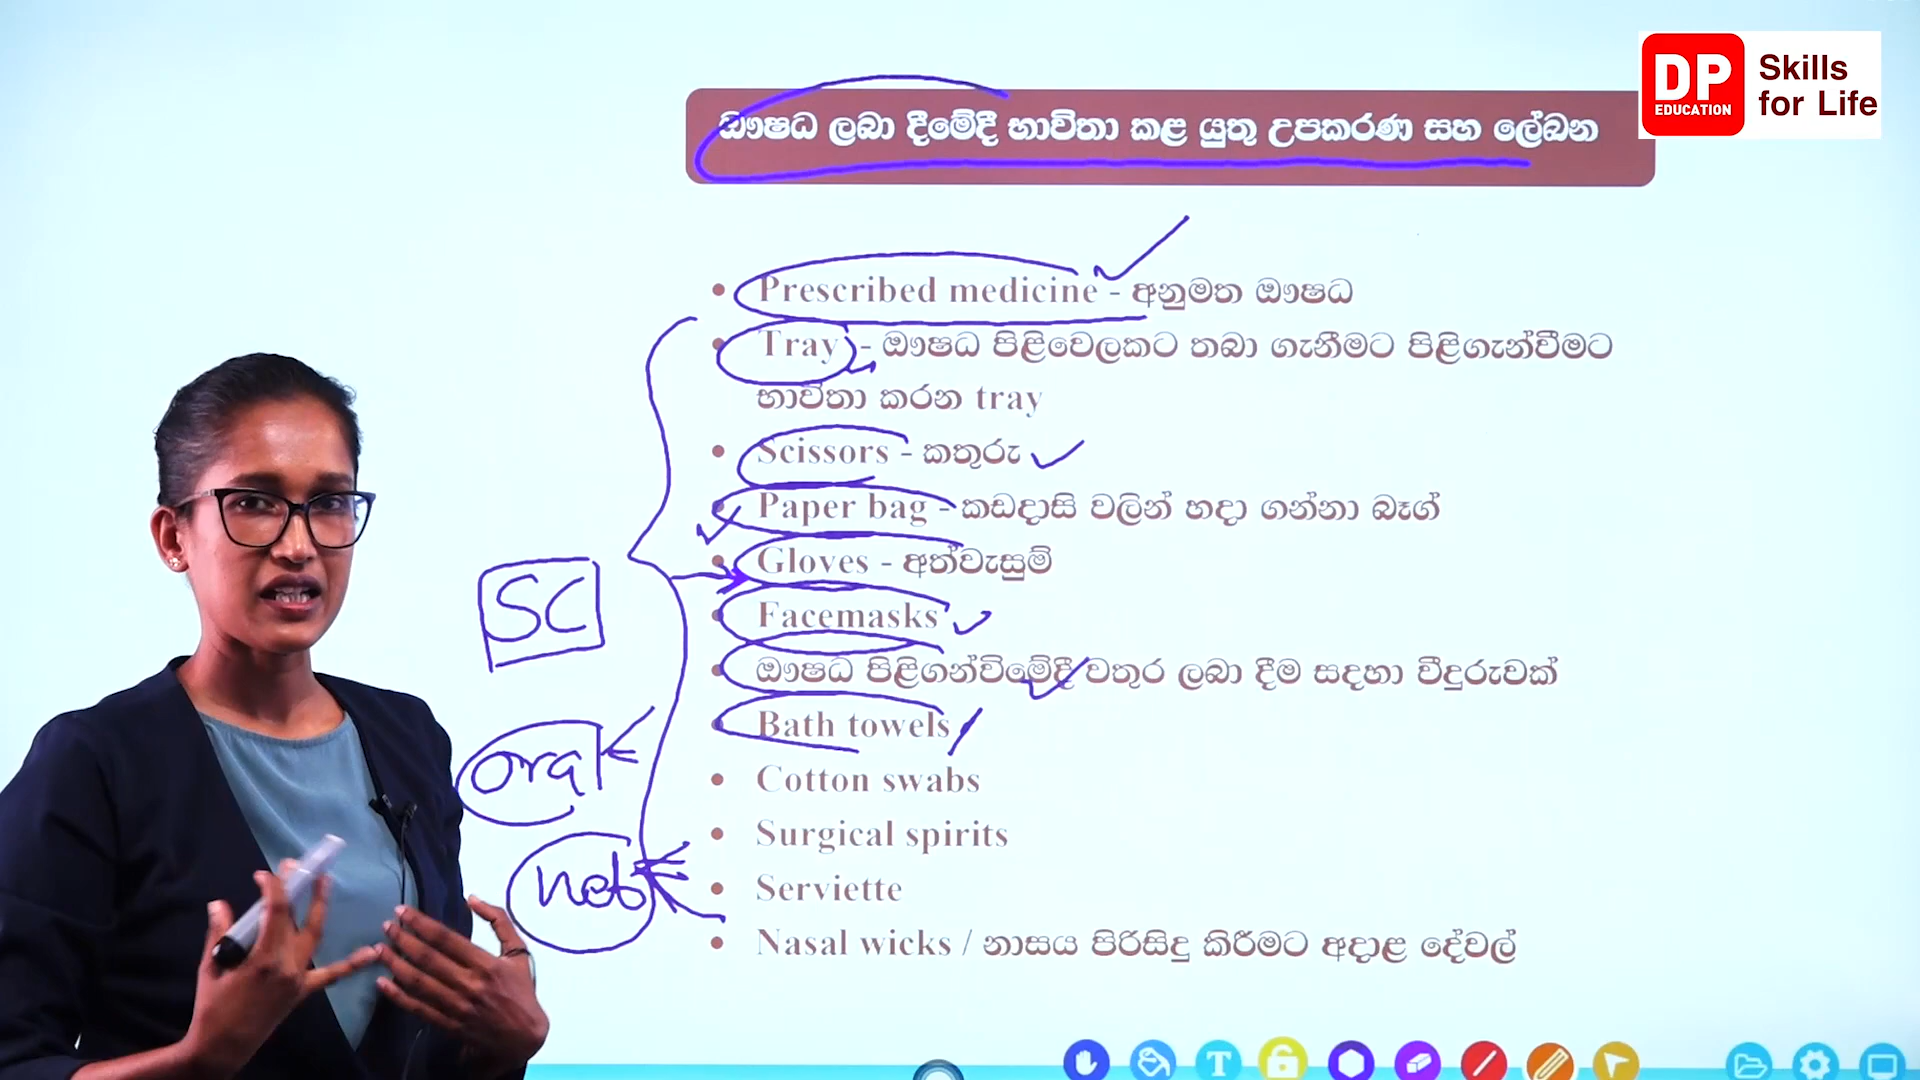 DP
EDUCATION
Skills
for Life
ඖෂධ ලබා දීමේදී භාවිතා කළ යුතු උපකරණ සහ ලේඛන
• Prescribed medicine - අනුමත ඖෂධ
• Tray - ඖෂධ පිළිවෙලකට තබා ගැනීමට පිළිගැන්වීමට
භාවිතා කරන tray
• Scissors - කතුරු
• Paper bag - කඩදාසි වලින් හදා ගන්නා බෑග්
• Gloves - අත්වැසුම්
SC
• Facemasks
• ඖෂධ පිළිගන්විමේදී වතුර ලබා දීම සදහා වීදුරුවක්
• Bath towels
oral
• Cotton swabs
• Surgical spirits
neb
• Serviette
• Nasal wicks / නාසය පිරිසිදු කිරීමට අදාළ දේවල්